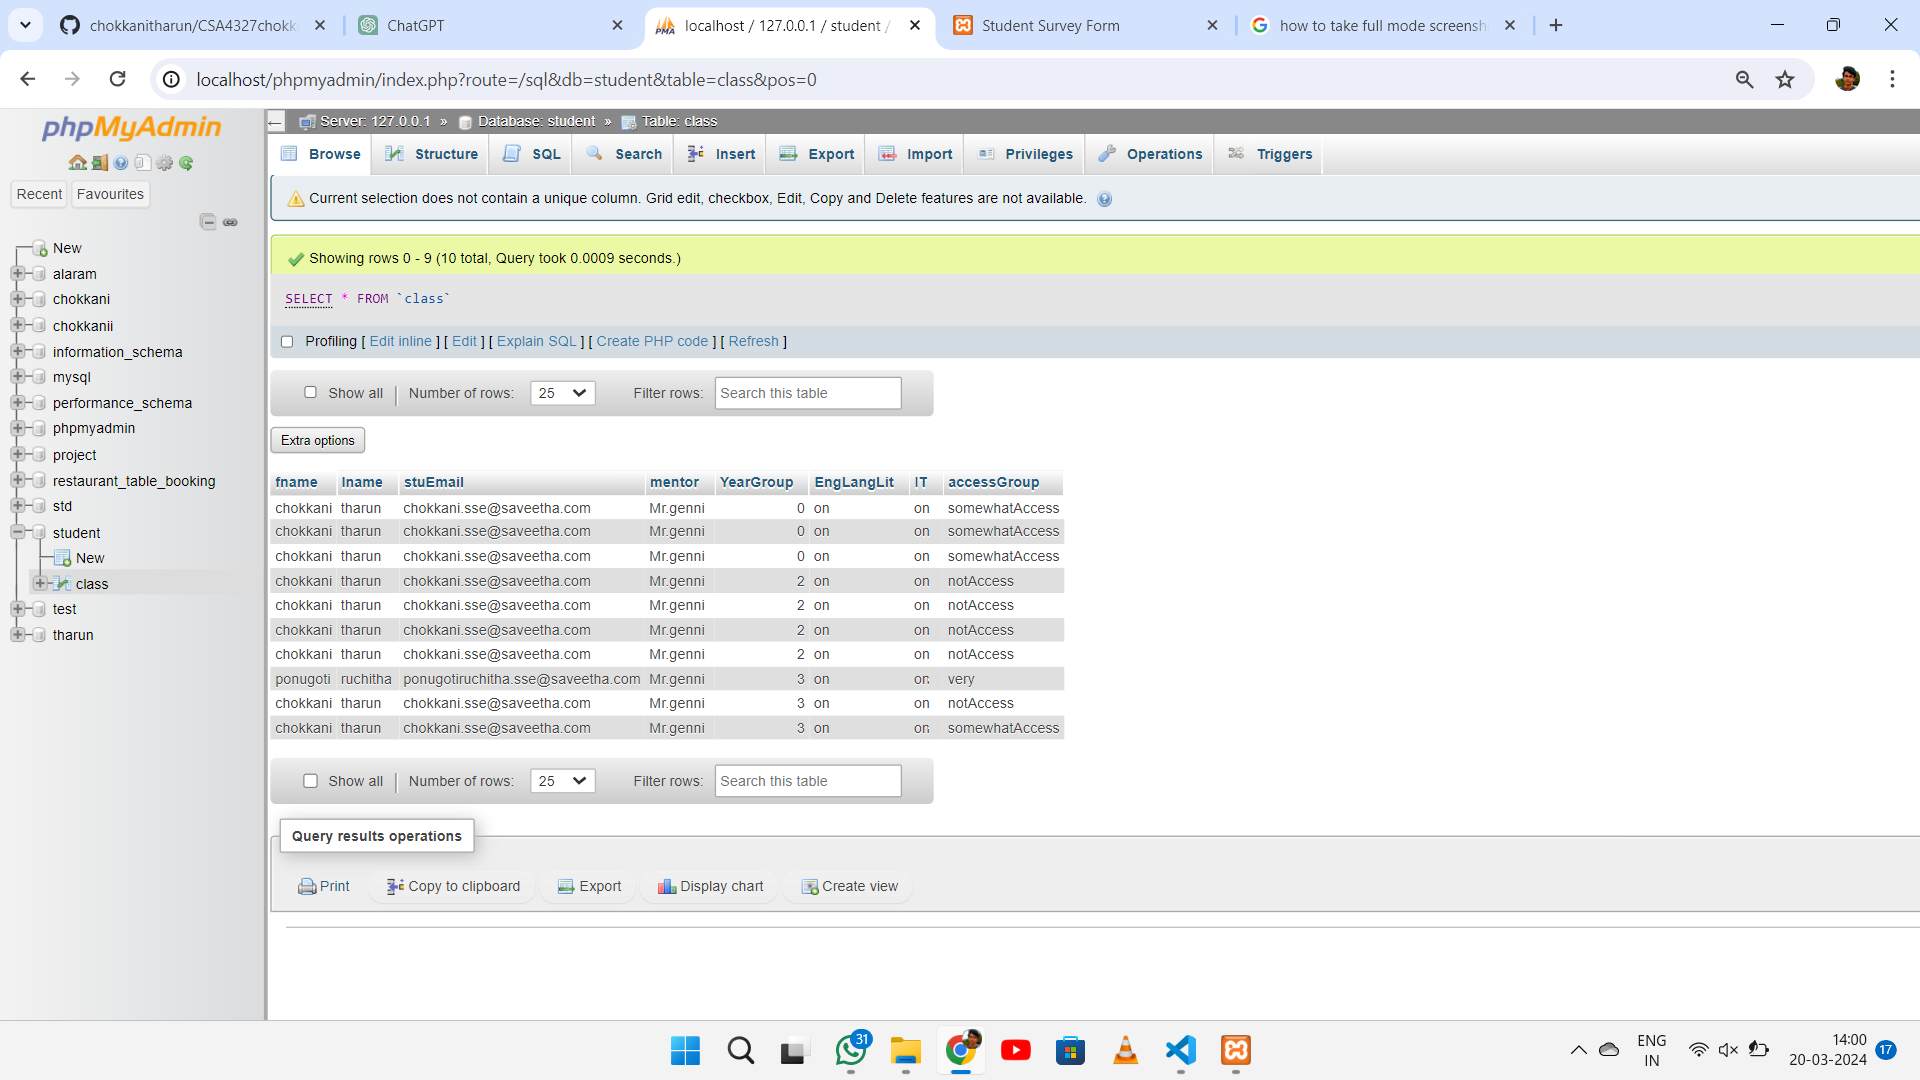 chokkanitharun/CSA4327chokk
ChatGPT
localhost / 127.0.0.1 / student /
Student Survey Form
how to take full mode screensh
localhost/phpmyadmin/index.php?route=/sql&db=student&table=class&pos=0
phpMyAdmin
Recent
Favourites
New
alaram
chokkani
chokkanii
information_schema
mysql
performance_schema
phpmyadmin
project
restaurant_table_booking
std
student
New
class
test
tharun
Server: 127.0.0.1 » Database: student » Table: class
Browse Structure SQL Search Insert Export Import Privileges Operations Triggers
Current selection does not contain a unique column. Grid edit, checkbox, Edit, Copy and Delete features are not available.
Showing rows 0 - 9 (10 total, Query took 0.0009 seconds.)
SELECT * FROM `class`
Profiling [ Edit inline ] [ Edit ] [ Explain SQL ] [ Create PHP code ] [ Refresh ]
Show all Number of rows: 25 Filter rows: Search this table
Extra options
fname lname stuEmail mentor YearGroup EngLangLit IT accessGroup
chokkani tharun chokkani.sse@saveetha.com Mr.genni 0 on on somewhatAccess
chokkani tharun chokkani.sse@saveetha.com Mr.genni 0 on on somewhatAccess
chokkani tharun chokkani.sse@saveetha.com Mr.genni 0 on on somewhatAccess
chokkani tharun chokkani.sse@saveetha.com Mr.genni 2 on on notAccess
chokkani tharun chokkani.sse@saveetha.com Mr.genni 2 on on notAccess
chokkani tharun chokkani.sse@saveetha.com Mr.genni 2 on on notAccess
chokkani tharun chokkani.sse@saveetha.com Mr.genni 2 on on notAccess
ponugoti ruchitha ponugotiruchitha.sse@saveetha.com Mr.genni 3 on on very
chokkani tharun chokkani.sse@saveetha.com Mr.genni 3 on on notAccess
chokkani tharun chokkani.sse@saveetha.com Mr.genni 3 on on somewhatAccess
Show all Number of rows: 25 Filter rows: Search this table
Query results operations
Print Copy to clipboard Export Display chart Create view
31
ENG
IN
14:00
20-03-2024
17